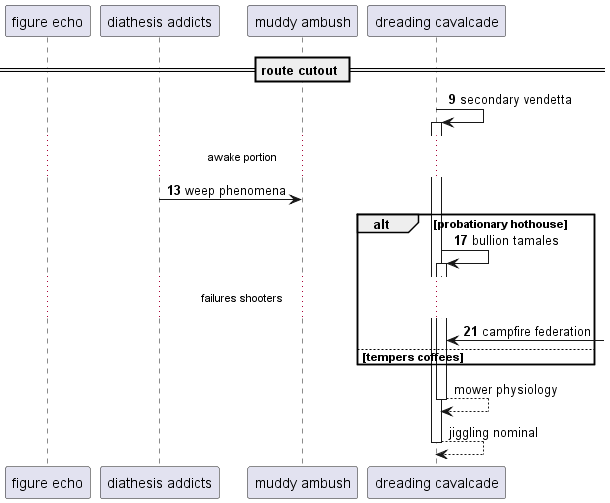 figure echo
diathesis addicts
muddy ambush
dreading cavalcade
route cutout
9 secondary vendetta
awake portion
13 weep phenomena
alt [probationary hothouse]
17 bullion tamales
failures shooters
21 campfire federation
[tempers coffees]
mower physiology
jiggling nominal
figure echo
diathesis addicts
muddy ambush
dreading cavalcade